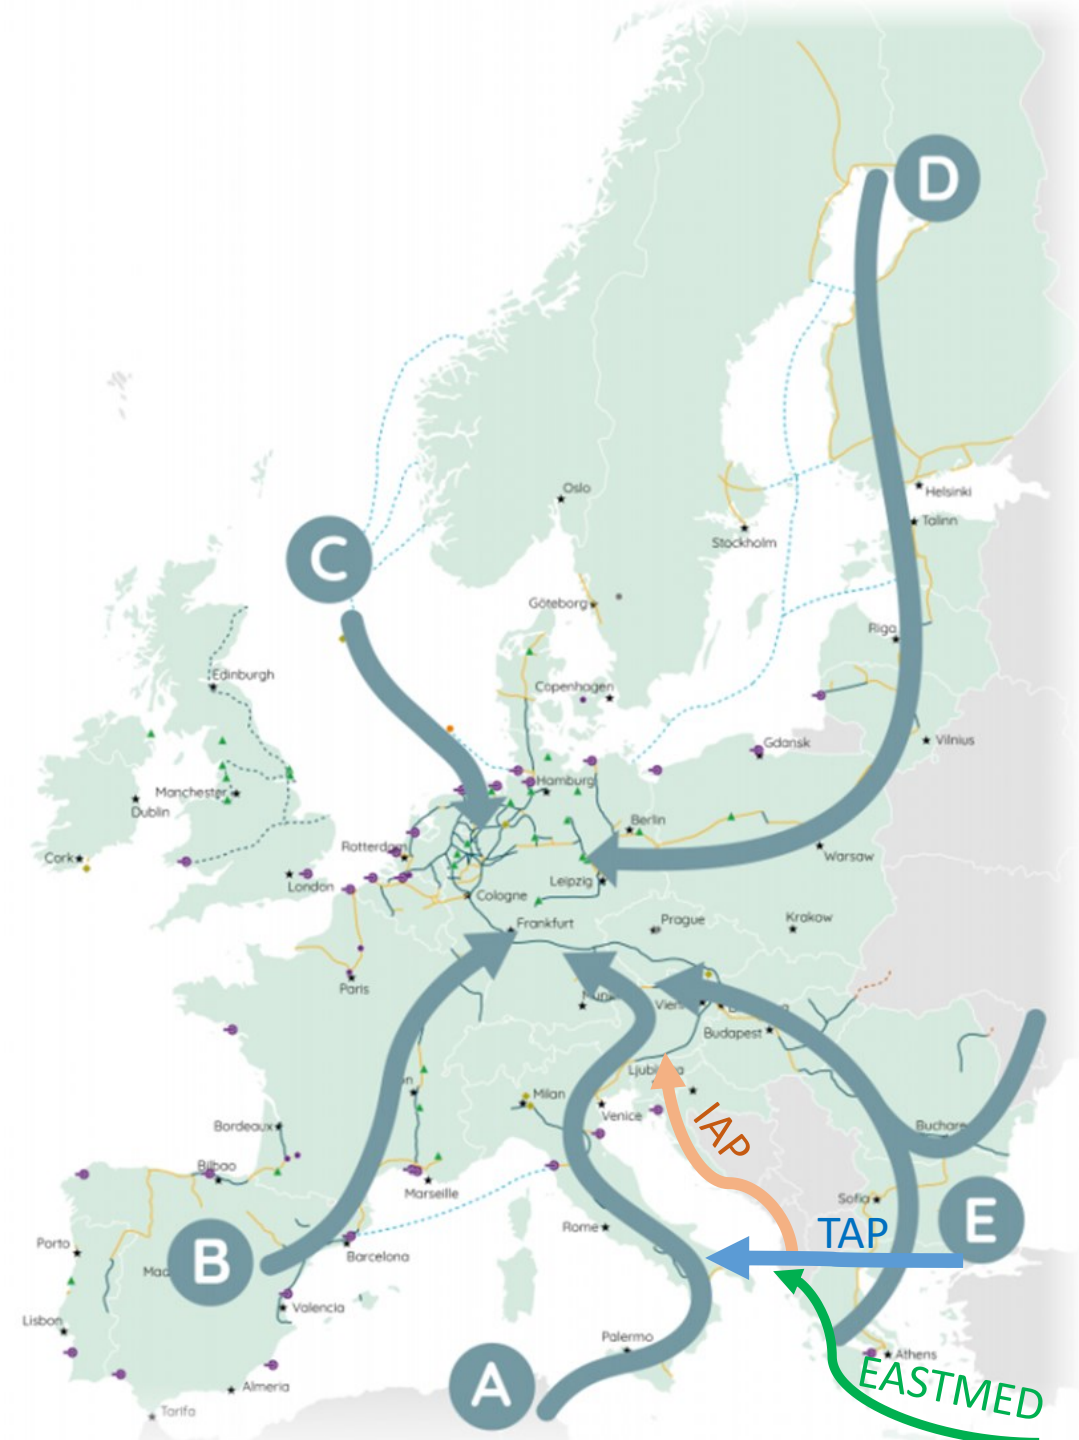 D
Oslo
Helsinki
Talinn
Stockholm
C
Göteborg
Riga
Edinburgh
Copenhagen
Gdansk
Vilnius
Manchester
Dublin
Hamburg
Berlin
Rotterdam
Warsaw
Cork
London
Leipzig
Cologne
Frankfurt
Prague
Krakow
Paris
Budapest
Milan
Venice
IAP
Bordeaux
Bilbao
Marseille
Sofia
E
Rome
TAP
Porto
B
Barcelona
Valencia
Lisbon
Palermo
Athens
A
EASTMED
Almeria
Tarifa